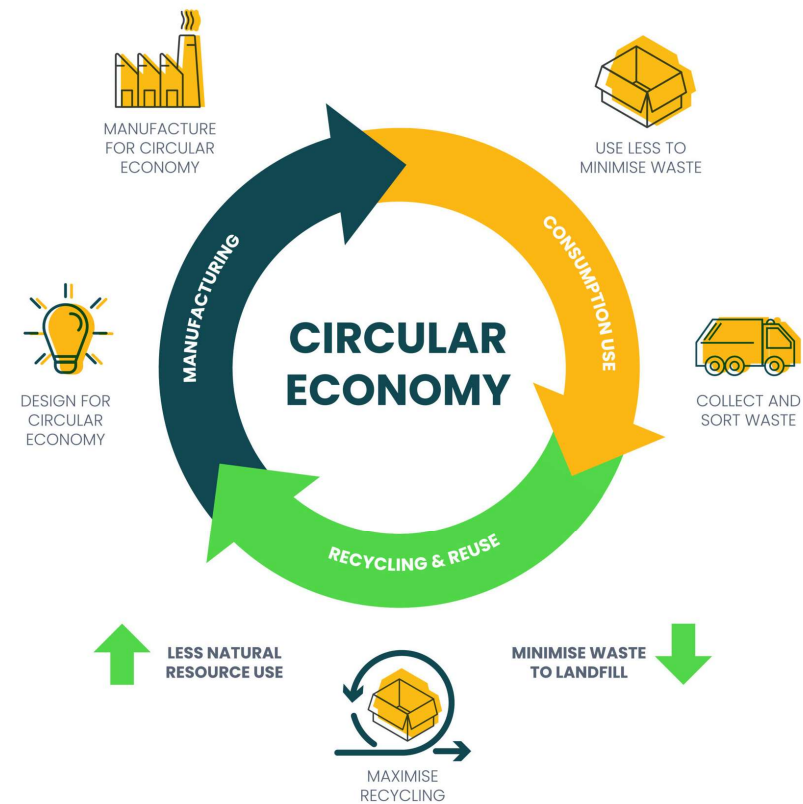 MANUFACTURE
FOR CIRCULAR
ECONOMY
USE LESS TO
MINIMISE WASTE
MANUFACTURING
CONSUMPTION USE
CIRCULAR
ECONOMY
DESIGN FOR
CIRCULAR
ECONOMY
COLLECT AND
SORT WASTE
RECYCLING & REUSE
LESS NATURAL
RESOURCE USE
MINIMISE WASTE
TO LANDFILL
MAXIMISE
RECYCLING